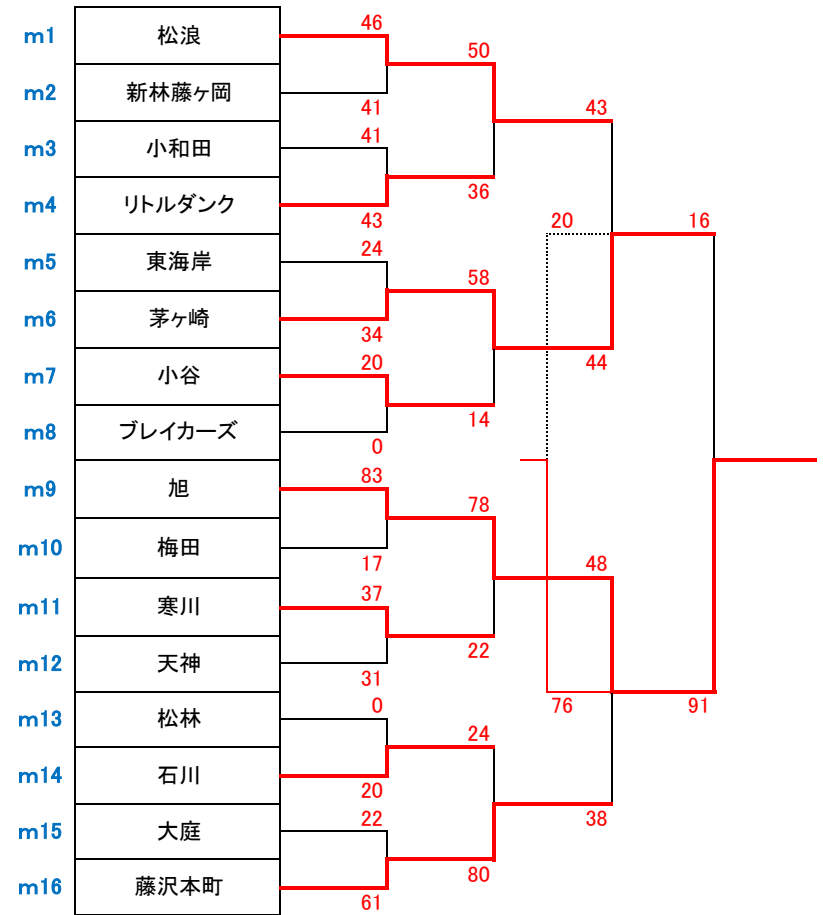 46
m1 松浪
50
m2 新林藤ヶ岡
41
43
41
m3 小和田
36
m4 リトルダンク
43
20 16
24
m5 東海岸
58
m6 茅ヶ崎
34
20 44
m7 小谷
14
m8 ブレイカーズ
0
83
m9 旭
78
m10 梅田
17 48
37
m11 寒川
22
m12 天神
31
0 76 91
m13 松林
24
m14 石川
20
22 38
m15 大庭
80
m16 藤沢本町
61